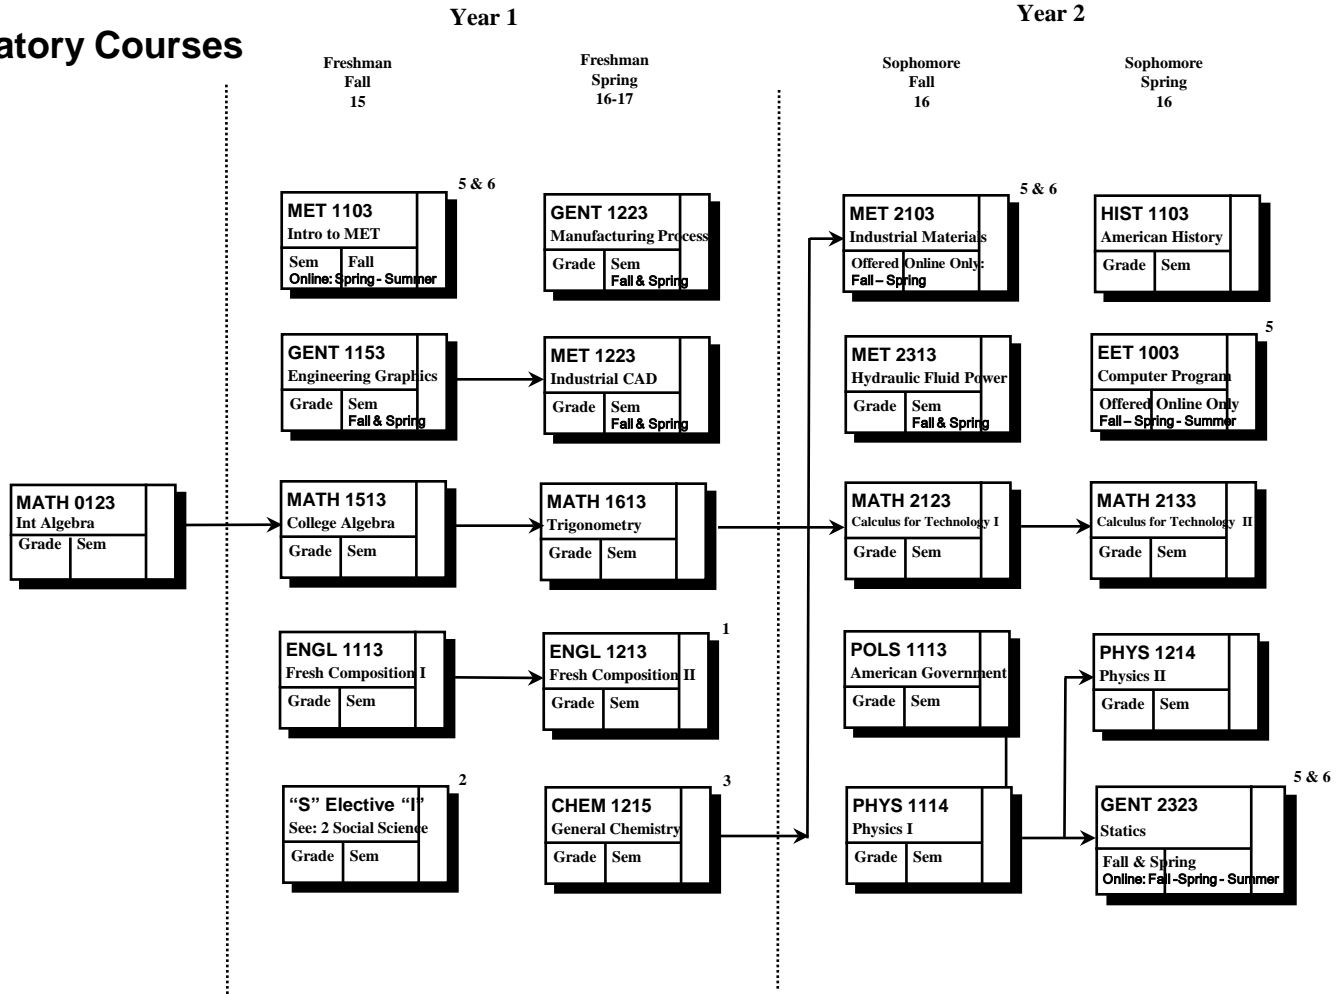 Year 1
Year 2
atory Courses
Freshman
Fall
15
Freshman
Spring
16-17
Sophomore
Fall
16
Sophomore
Spring
16
5 & 6
MET 1103
Intro to MET
Sem Fall
Online: Spring - Summer
GENT 1223
Manufacturing Process
Grade Sem
Fall & Spring
5 & 6
MET 2103
Industrial Materials
Offered Online Only:
Fall – Spring
HIST 1103
American History
Grade Sem
GENT 1153
Engineering Graphics
Grade Sem
Fall & Spring
MET 1223
Industrial CAD
Grade Sem
Fall & Spring
MET 2313
Hydraulic Fluid Power
Grade Sem
Fall & Spring
5
EET 1003
Computer Program
Offered Online Only
Fall – Spring - Summer
MATH 0123
Int Algebra
Grade Sem
MATH 1513
College Algebra
Grade Sem
MATH 1613
Trigonometry
Grade Sem
MATH 2123
Calculus for Technology I
Grade Sem
MATH 2133
Calculus for Technology II
Grade Sem
ENGL 1113
Fresh Composition I
Grade Sem
1
ENGL 1213
Fresh Composition II
Grade Sem
POLS 1113
American Government
Grade Sem
PHYS 1214
Physics II
Grade Sem
2
“S” Elective “I”
See: 2 Social Science
Grade Sem
3
CHEM 1215
General Chemistry
Grade Sem
PHYS 1114
Physics I
Grade Sem
5 & 6
GENT 2323
Statics
Fall & Spring
Online: Fall -Spring - Summer